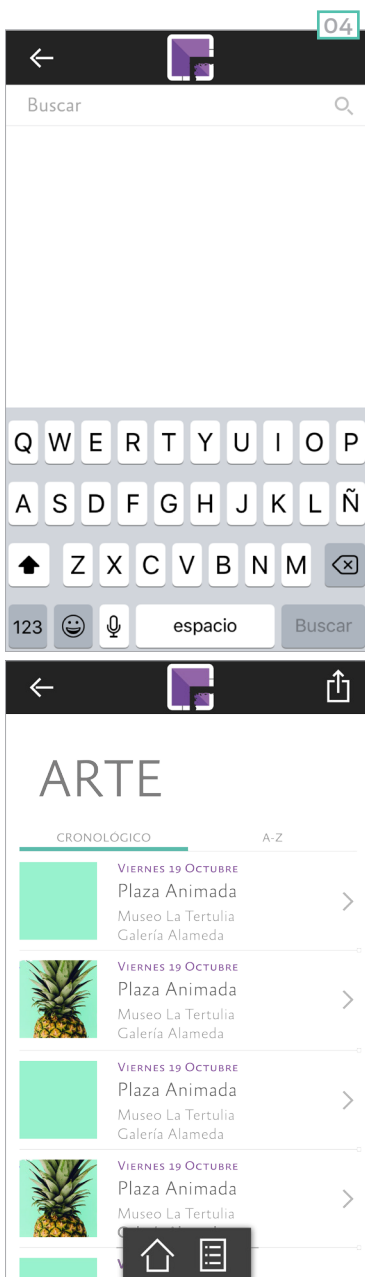 04
Buscar
Q W E R T Y U I O P
A S D F G H J K L Ñ
Z X C V B N M
123 espacio Buscar
ARTE
CRONOLÓGICO A-Z
VIERNES 19 OCTUBRE
Plaza Animada
Museo La Tertulia
Galería Alameda
VIERNES 19 OCTUBRE
Plaza Animada
Museo La Tertulia
Galería Alameda
VIERNES 19 OCTUBRE
Plaza Animada
Museo La Tertulia
Galería Alameda
VIERNES 19 OCTUBRE
Plaza Animada
Museo La Tertulia